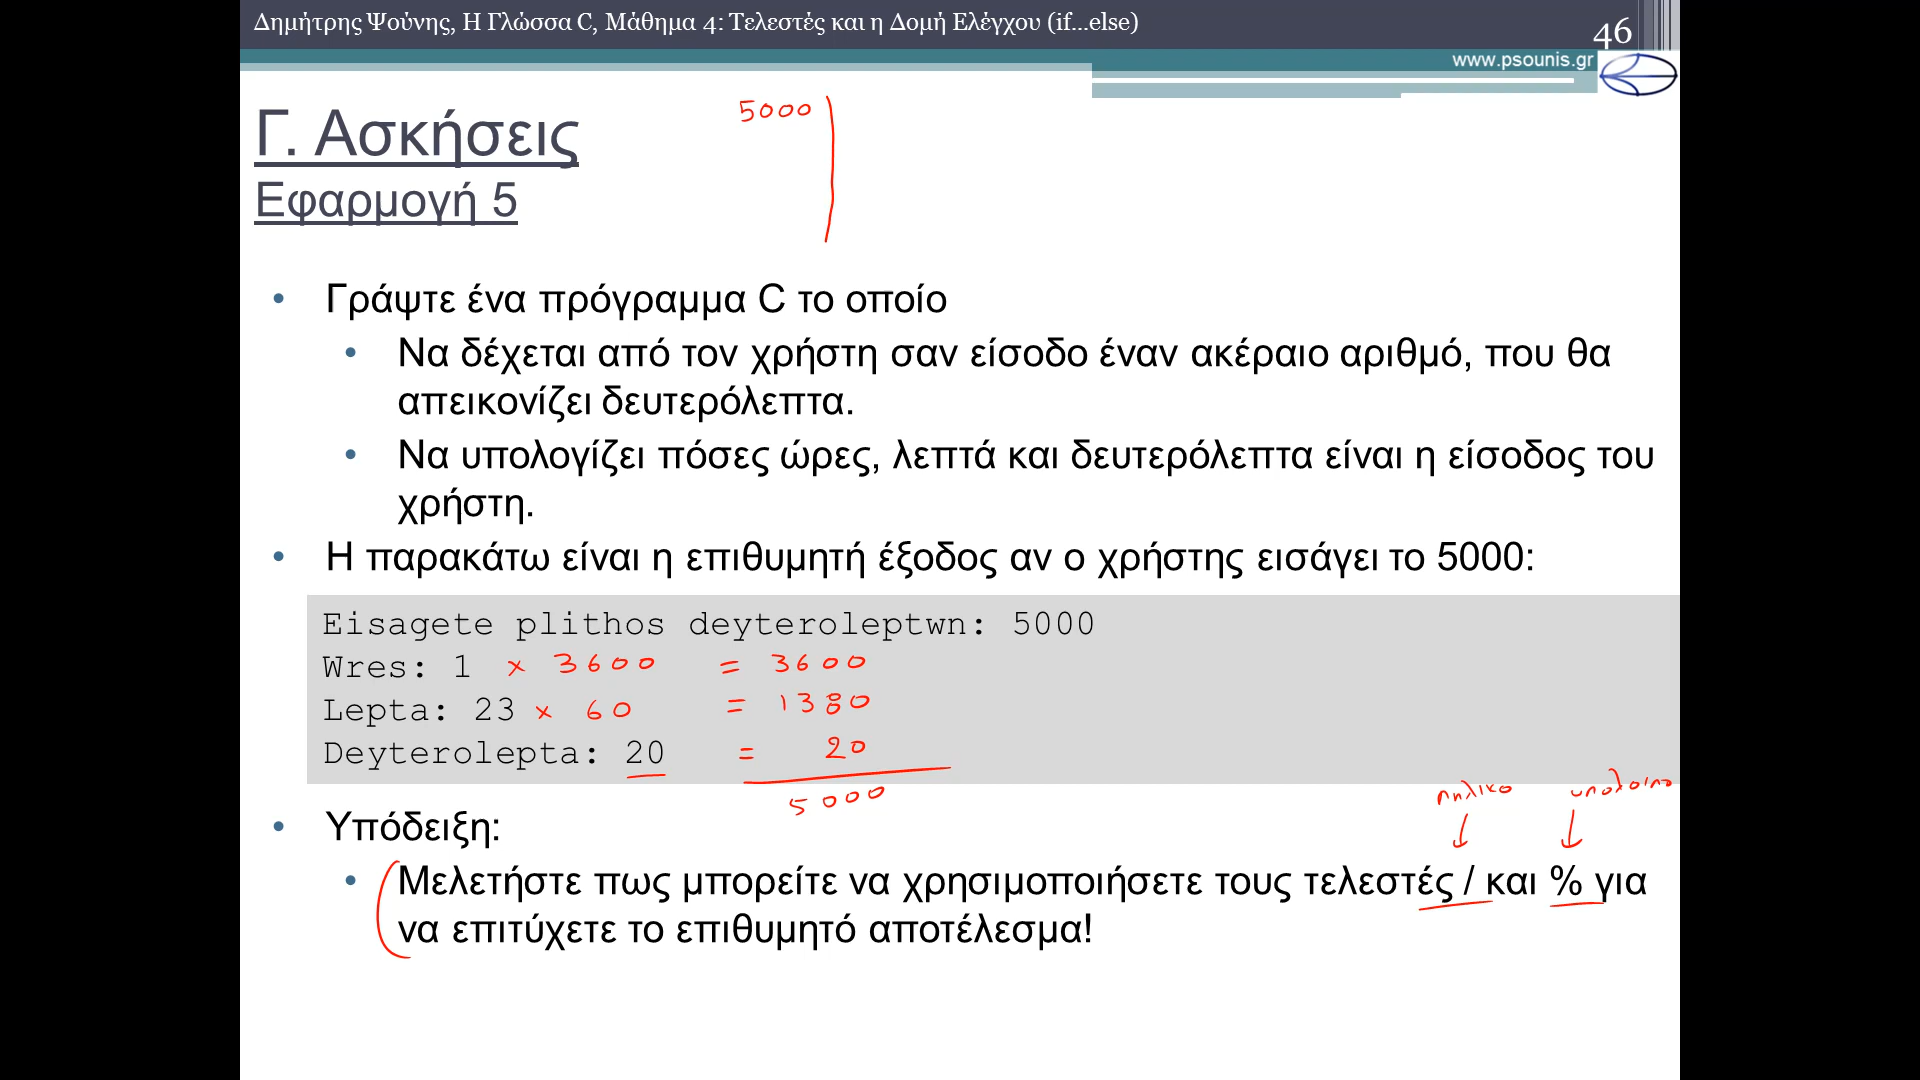 Δημήτρης Ψούνης, Η Γλώσσα C, Μάθημα 4: Τελεστές και η Δομή Ελέγχου (if...else)
46
www.psounis.gr
Γ. Ασκήσεις
5000
Εφαρμογή 5
• Γράψτε ένα πρόγραμμα C το οποίο
• Να δέχεται από τον χρήστη σαν είσοδο έναν ακέραιο αριθμό, που θα
απεικονίζει δευτερόλεπτα.
• Να υπολογίζει πόσες ώρες, λεπτά και δευτερόλεπτα είναι η είσοδος του
χρήστη.
• Η παρακάτω είναι η επιθυμητή έξοδος αν ο χρήστης εισάγει το 5000:
Eisagete plithos deyteroleptwn: 5000
Wres: 1 × 3600 = 3600
Lepta: 23 × 60 = 1380
Deyterolepta: 20 = 20
5000
πηλικο υπολοιπο
• Υπόδειξη:
• Μελετήστε πως μπορείτε να χρησιμοποιήσετε τους τελεστές / και % για
να επιτύχετε το επιθυμητό αποτέλεσμα!